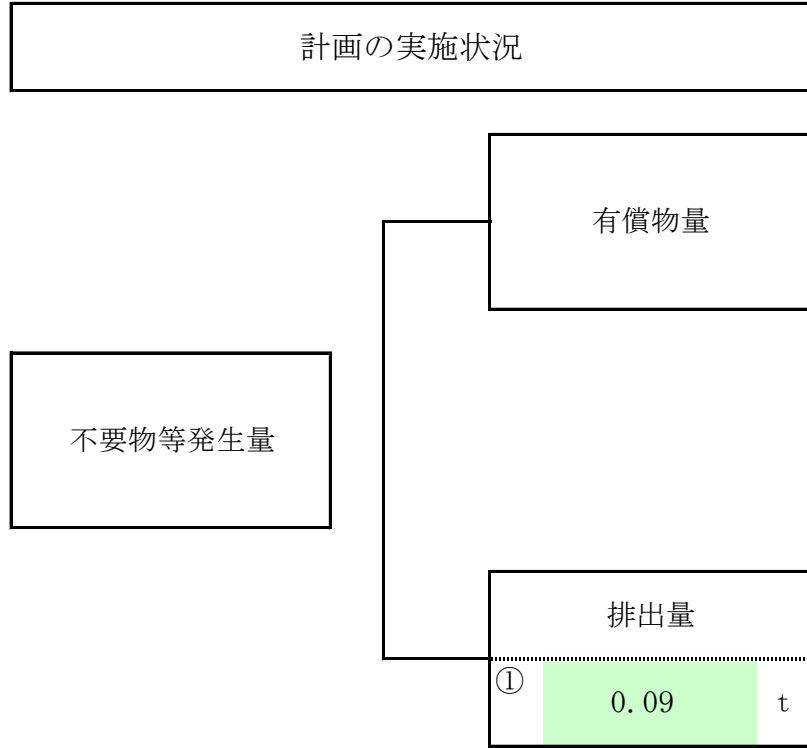 計画の実施状況
有償物量
不要物等発生量
排出量
①
0.09 t